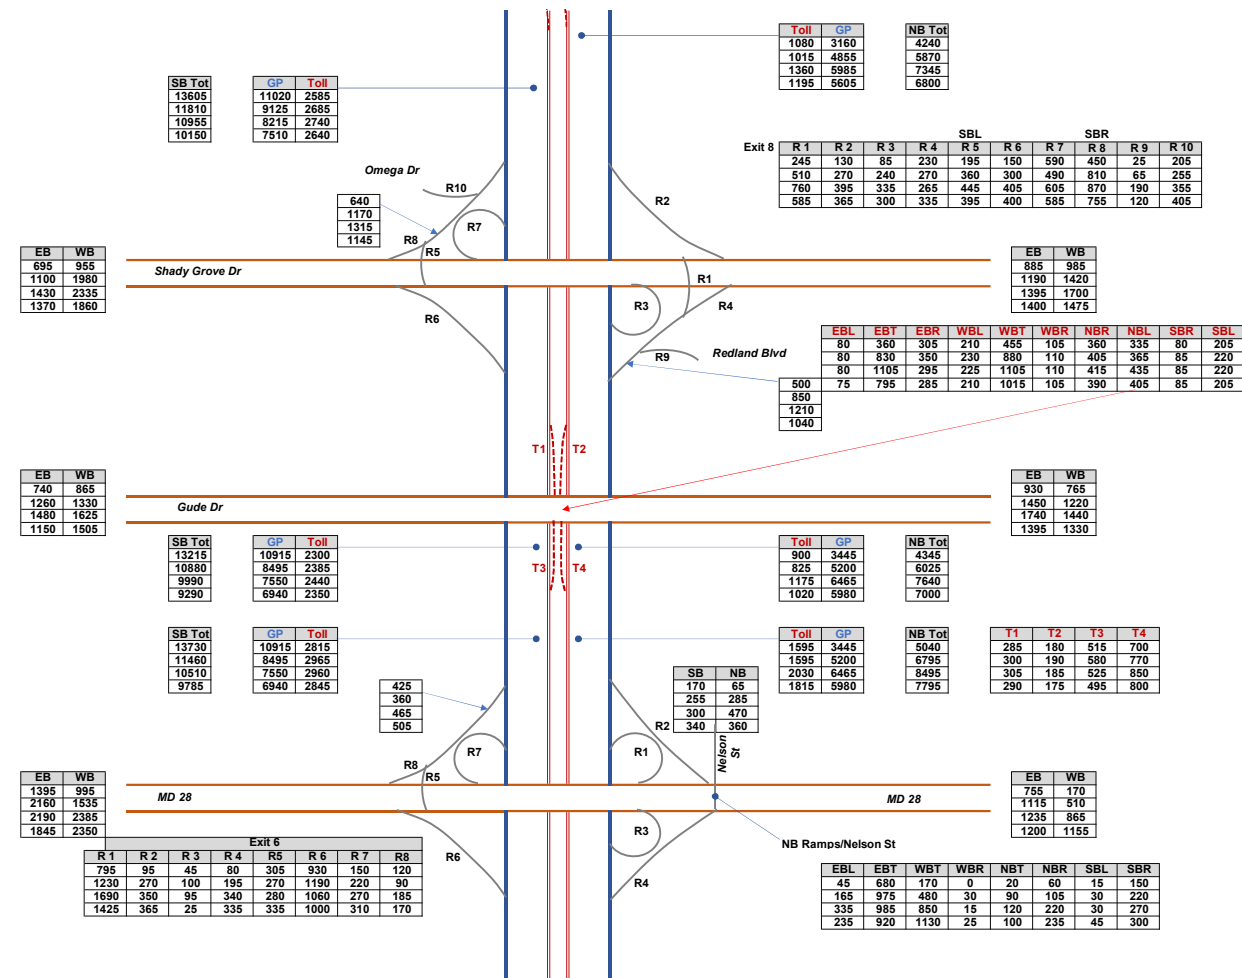 Toll GP NB Tot
1080 3160 4240
1015 4855 5870
1360 5985 7345
1195 5605 6800
SB Tot GP Toll
13605 11020 2585
11810 9125 2685
10955 8215 2740
10150 7510 2640
SBL SBR
Exit 8 R 1 R 2 R 3 R 4 R 5 R 6 R 7 R 8 R 9 R 10
245 130 85 230 195 150 590 450 25 205
510 270 240 270 360 300 490 810 65 255
760 395 335 265 445 405 605 870 190 355
585 365 300 335 395 400 585 755 120 405
Omega Dr
R10
640
1170
1315
1145
R2
R7
R8
R5
EB WB
695 955
1100 1980
1430 2335
1370 1860
Shady Grove Dr
EB WB
885 985
1190 1420
1395 1700
1400 1475
R1
R3
R4
R6
R9
Redland Blvd
EBL EBT EBR WBL WBT WBR NBR NBL SBR SBL
80 360 305 210 455 105 360 335 80 205
80 830 350 230 880 110 405 365 85 220
80 1105 295 225 1105 110 415 435 85 220
75 795 285 210 1015 105 390 405 85 205
500
850
1210
1040
T1 T2
EB WB
740 865
1260 1330
1480 1625
1150 1505
Gude Dr
EB WB
930 765
1450 1220
1740 1440
1395 1330
SB Tot GP Toll
13215 10915 2300
10880 8495 2385
9990 7550 2440
9290 6940 2350
T3 T4
Toll GP NB Tot
900 3445 4345
825 5200 6025
1175 6465 7640
1020 5980 7000
SB Tot GP Toll
13730 10915 2815
11460 8495 2965
10510 7550 2960
9785 6940 2845
Toll GP NB Tot
1595 3445 5040
1595 5200 6795
2030 6465 8495
1815 5980 7795
T1 T2 T3 T4
285 180 515 700
300 190 580 770
305 185 525 850
290 175 495 800
425
360
465
505
SB NB
170 65
255 285
300 470
340 360
R2
Nelson
St
R7
R1
R8
R5
EB WB
1395 995
2160 1535
2190 2385
1845 2350
MD 28
MD 28
EB WB
755 170
1115 510
1235 865
1200 1155
R3
R6
R4
NB Ramps/Nelson St
Exit 6
R 1 R 2 R 3 R 4 R5 R 6 R 7 R8
795 95 45 80 305 930 150 120
1230 270 100 195 270 1190 220 90
1690 350 95 340 280 1060 270 185
1425 365 25 335 335 1000 310 170
EBL EBT WBT WBR NBT NBR SBL SBR
45 680 170 0 20 60 15 150
165 975 480 30 90 105 30 220
335 985 850 15 120 220 30 270
235 920 1130 25 100 235 45 300